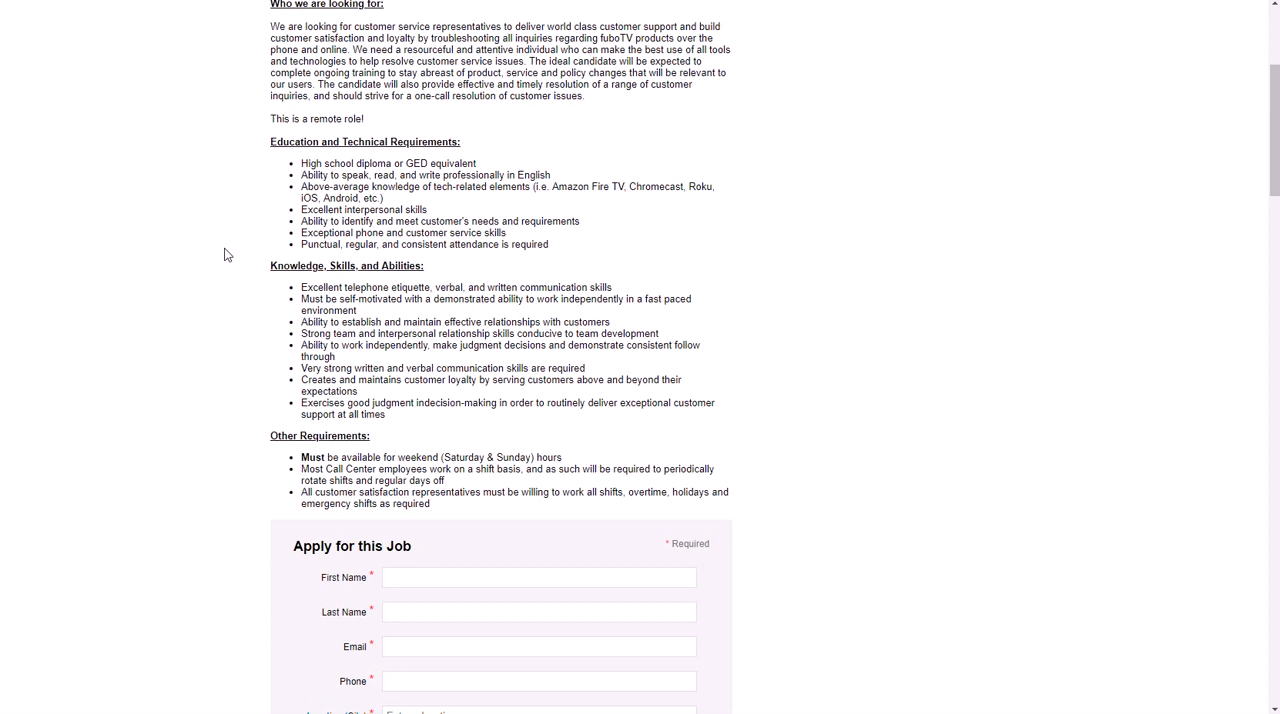 Who we are looking for:
We are looking for customer service representatives to deliver world class customer support and build
customer satisfaction and loyalty by troubleshooting all inquiries regarding fuboTV products over the
phone and online. We need a resourceful and attentive individual who can make the best use of all tools
and technologies to help resolve customer service issues. The ideal candidate will be expected to
complete ongoing training to stay abreast of product, service and policy changes that will be relevant to
our users. The candidate will also provide effective and timely resolution of a range of customer
inquiries, and should strive for a one-call resolution of customer issues.
This is a remote role!
Education and Technical Requirements:
• High school diploma or GED equivalent
• Ability to speak, read, and write professionally in English
• Above-average knowledge of tech-related elements (i.e. Amazon Fire TV, Chromecast, Roku,
iOS, Android, etc.)
• Excellent interpersonal skills
• Ability to identify and meet customer's needs and requirements
• Exceptional phone and customer service skills
• Punctual, regular, and consistent attendance is required
Knowledge, Skills, and Abilities:
• Excellent telephone etiquette, verbal, and written communication skills
• Must be self-motivated with a demonstrated ability to work independently in a fast paced
environment
• Ability to establish and maintain effective relationships with customers
• Strong team and interpersonal relationship skills conducive to team development
• Ability to work independently, make judgment decisions and demonstrate consistent follow
through
• Very strong written and verbal communication skills are required
• Creates and maintains customer loyalty by serving customers above and beyond their
expectations
• Exercises good judgment indecision-making in order to routinely deliver exceptional customer
support at all times
Other Requirements:
• Must be available for weekend (Saturday & Sunday) hours
• Most Call Center employees work on a shift basis, and as such will be required to periodically
rotate shifts and regular days off
• All customer satisfaction representatives must be willing to work all shifts, overtime, holidays and
emergency shifts as required
Apply for this Job
* Required
First Name *
Last Name *
Email *
Phone *